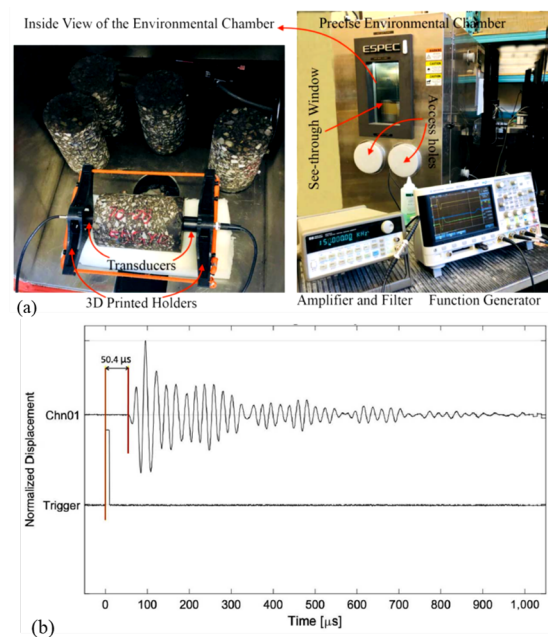 Inside View of the Environmental Chamber
Precise Environmental Chamber
ESPEC
See-through Window
Access holes
Transducers
3D Printed Holders
Amplifier and Filter
Function Generator
(a)
50.4 µs
Chn01
Trigger
Normalized Displacement
0 100 200 300 400 500 600 700 800 900 1,000
Time [µs]
(b)